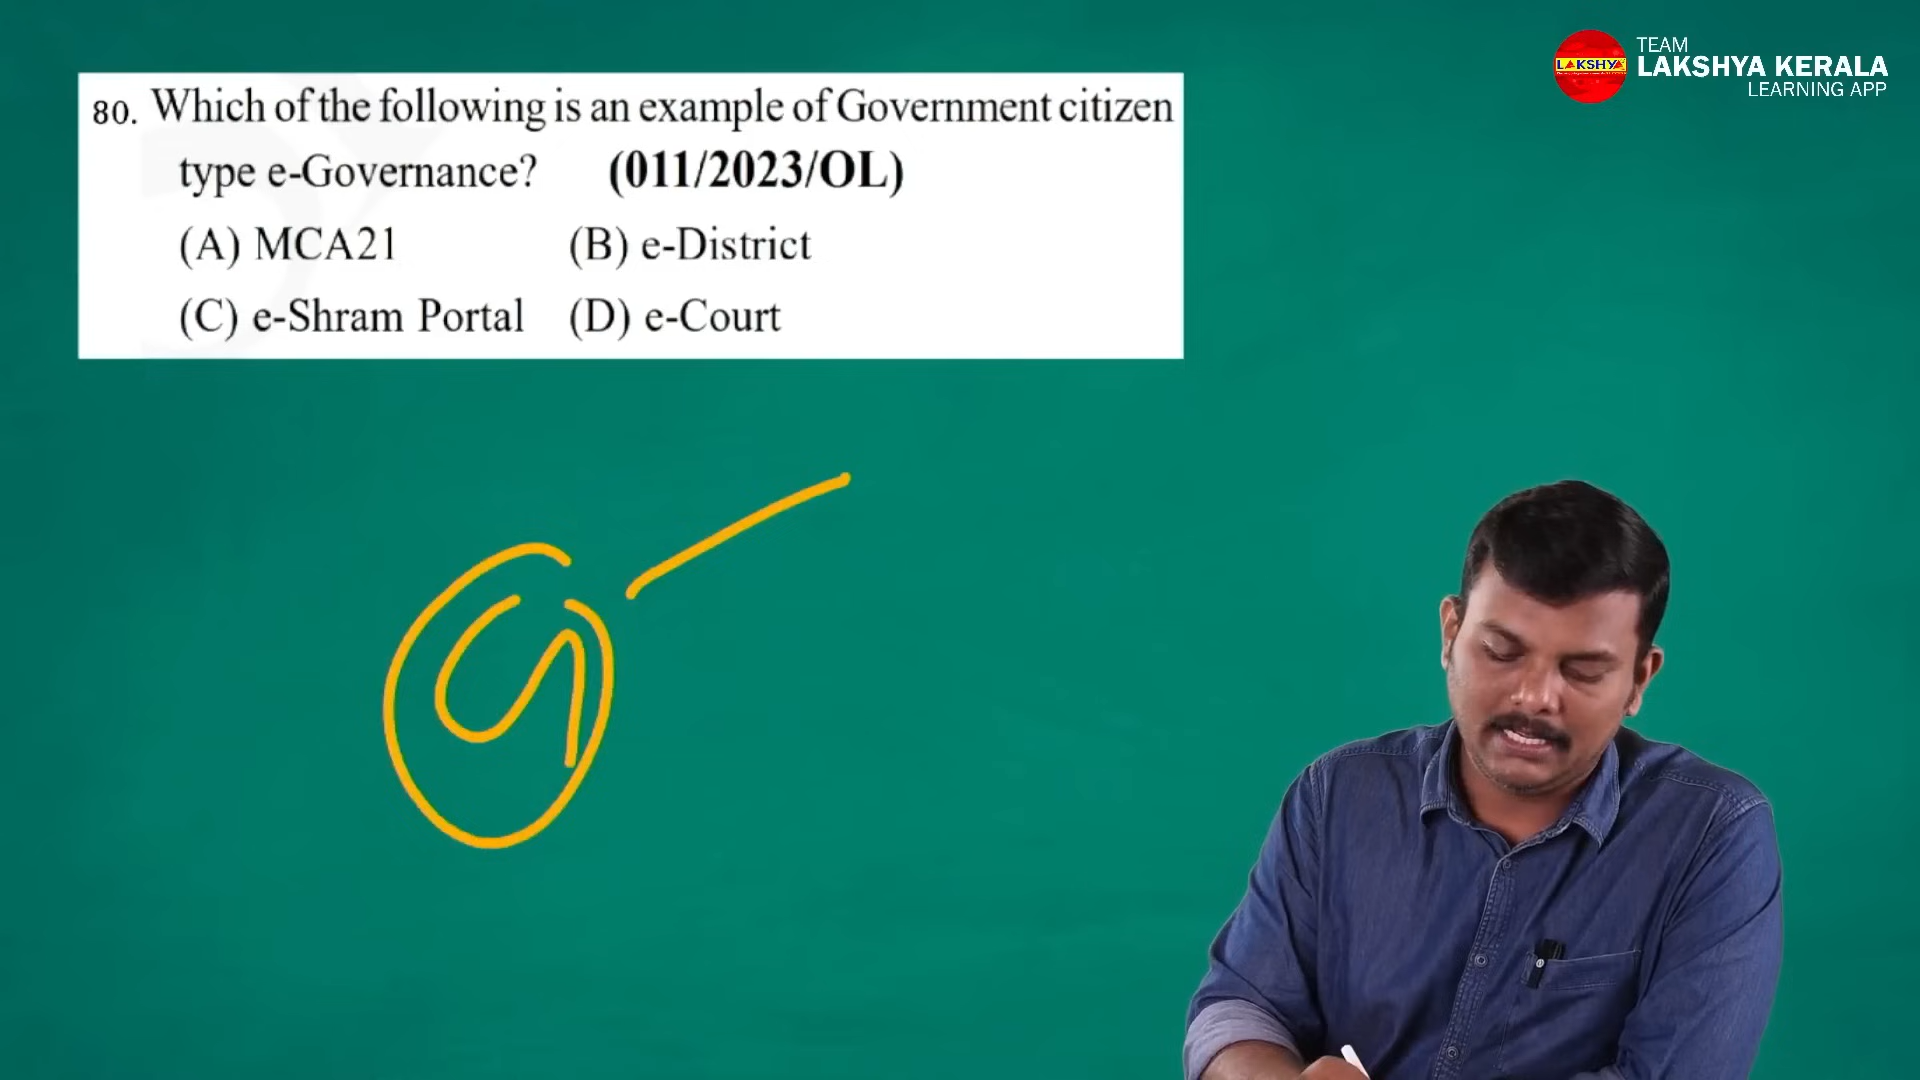 80. Which of the following is an example of Government citizen
type e-Governance? (011/2023/OL)
(A) MCA21 (B) e-District
(C) e-Shram Portal (D) e-Court
TEAM
LAKSHYA
LAKSHYA KERALA
LEARNING APP